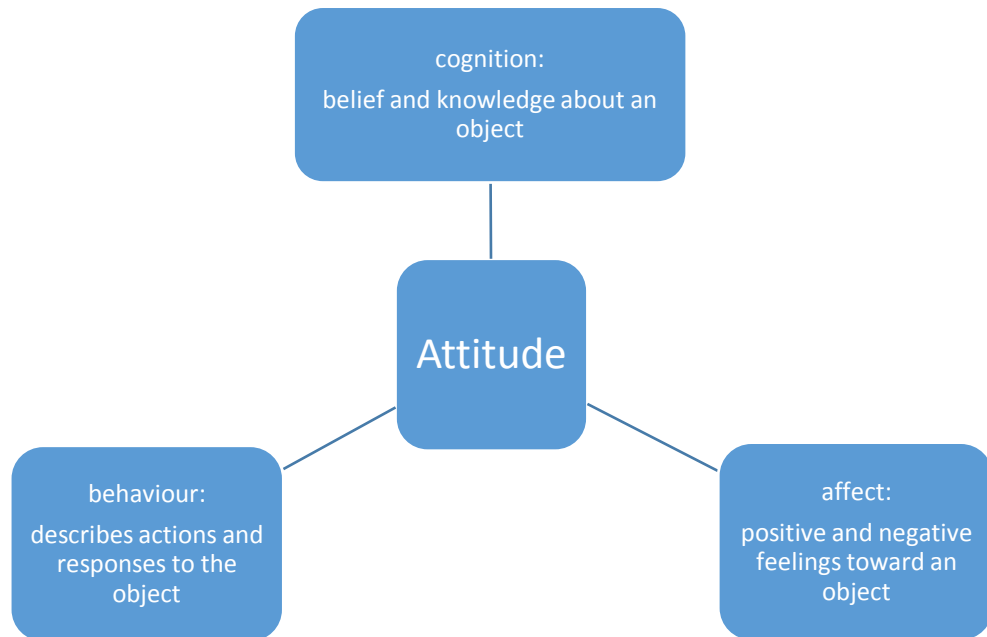 cognition:
belief and knowledge about an
object
Attitude
behaviour:
describes actions and
responses to the
object
affect:
positive and negative
feelings toward an
object